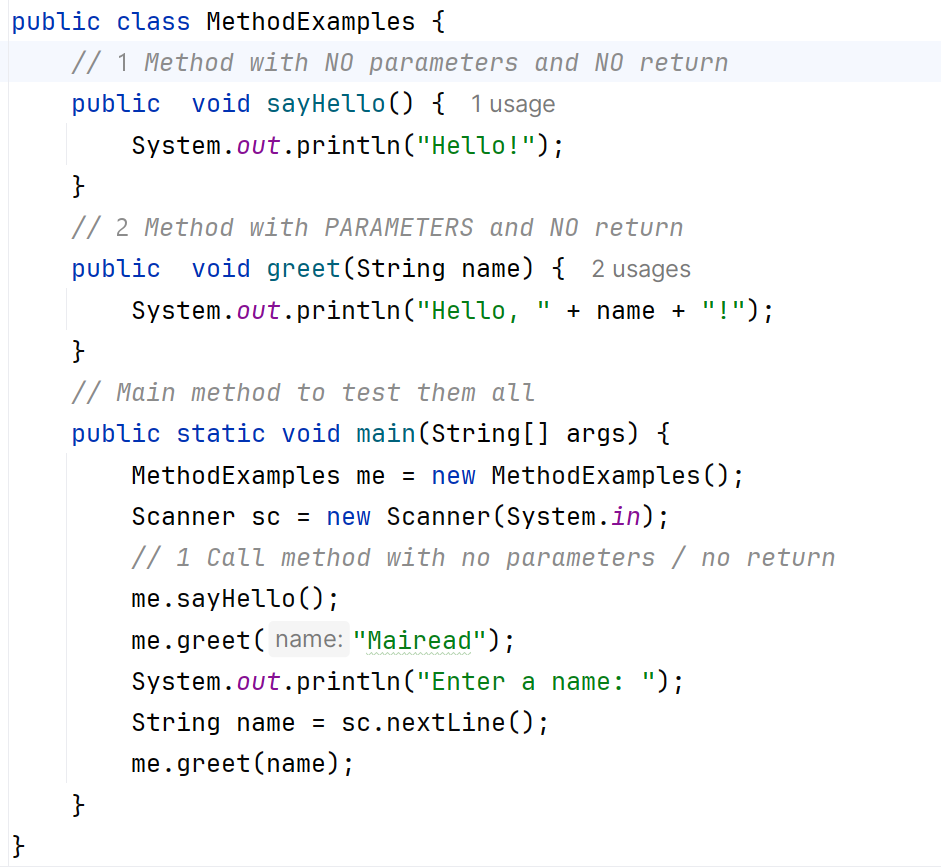 public class MethodExamples {
// 1 Method with NO parameters and NO return
public  void sayHello() { 1 usage
System.out.println("Hello!");
}
// 2 Method with PARAMETERS and NO return
public  void greet(String name) { 2 usages
System.out.println("Hello, " + name + "!");
}
// Main method to test them all
public static void main(String[] args) {
MethodExamples me = new MethodExamples();
Scanner sc = new Scanner(System.in);
// 1 Call method with no parameters / no return
me.sayHello();
me.greet( name: "Mairead");
System.out.println("Enter a name: ");
String name = sc.nextLine();
me.greet(name);
}
}